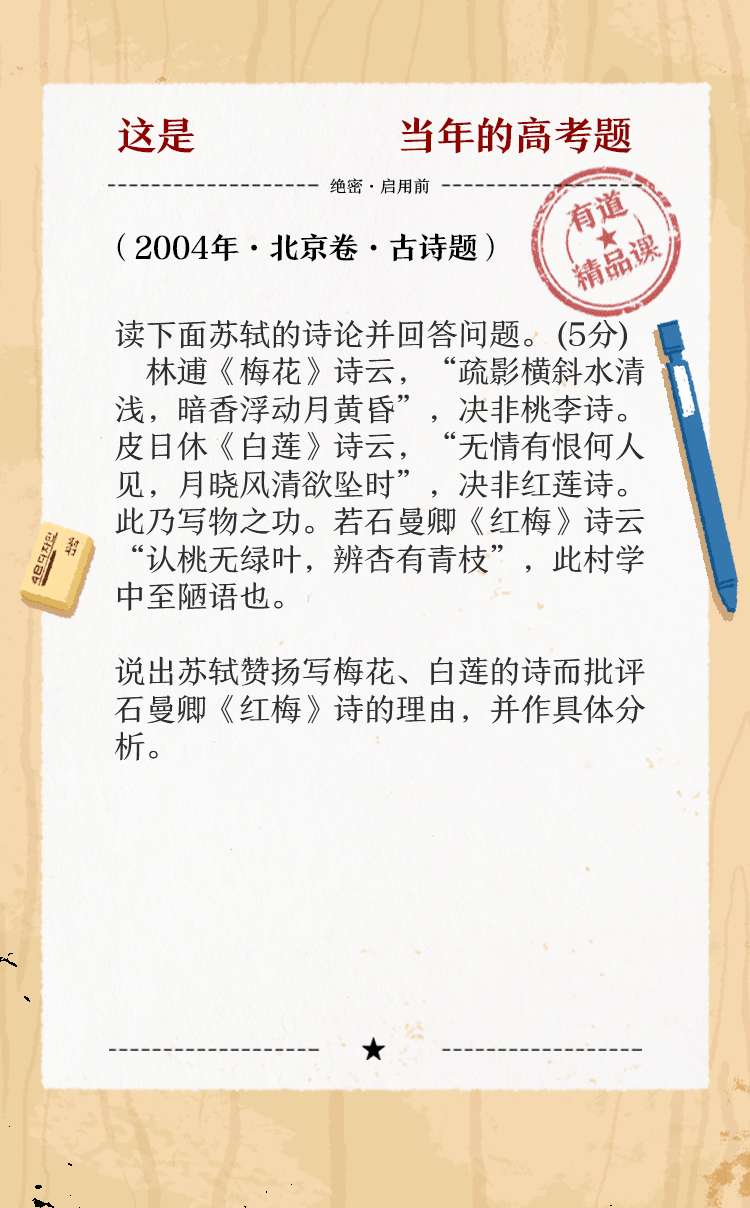 这是 当年的高考题
绝密·启用前
有道
精品课
（2004年·北京卷·古诗题）
读下面苏轼的诗论并回答问题。(5分)
林逋《梅花》诗云，“疏影横斜水清
浅，暗香浮动月黄昏”，决非桃李诗。
皮日休《白莲》诗云，“无情有恨何人
见，月晓风清欲坠时”，决非红莲诗。
此乃写物之功。若石曼卿《红梅》诗云
“认桃无绿叶，辨杏有青枝”，此村学
中至陋语也。
说出苏轼赞扬写梅花、白莲的诗而批评
石曼卿《红梅》诗的理由，并作具体分
析。